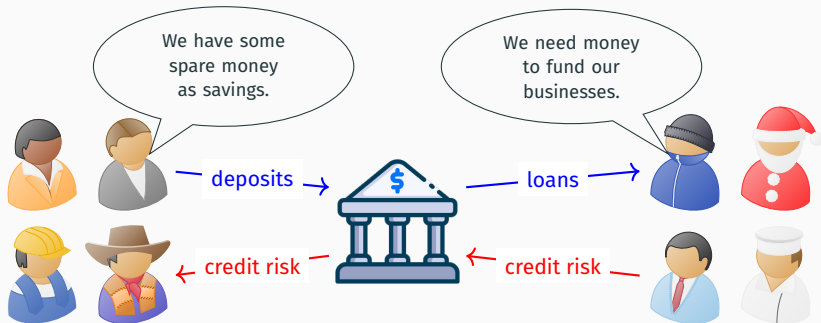 We have some
spare money
as savings.
We need money
to fund our
businesses.
deposits
$
loans
credit risk
credit risk